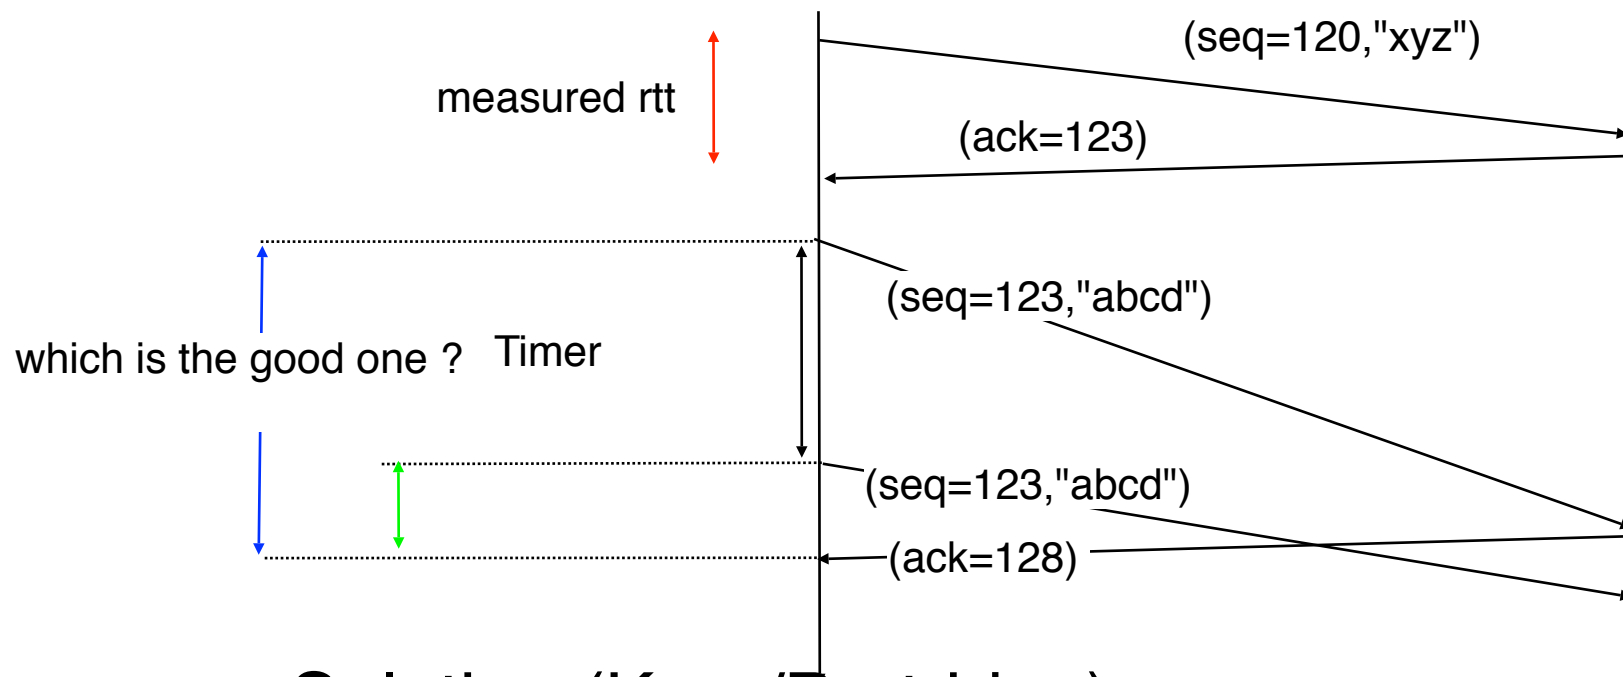 (seq=120,"xyz")
measured rtt
(ack=123)
(seq=123,"abcd")
which is the good one ?
Timer
(seq=123,"abcd")
(ack=128)